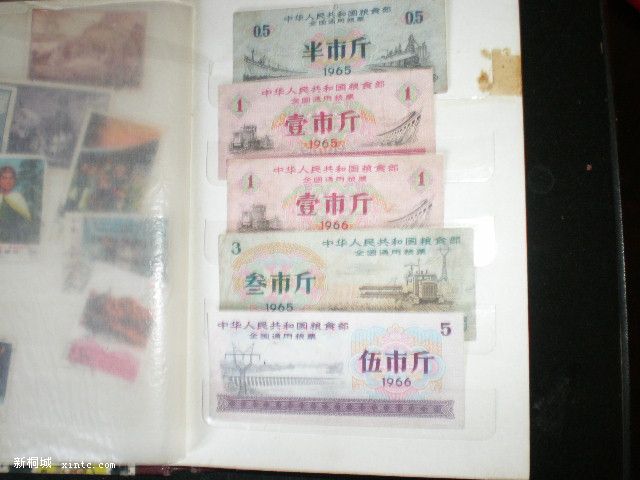 中华人民共和国粮食部
0.5 全国通用粮票 0.5
半市斤
1965
中华人民共和国粮食部
1 全国通用粮票 1
壹市斤
1965
中华人民共和国粮食部
1 全国通用粮票 1
壹市斤
1966
3 中华人民共和国粮食部
全国通用粮票
叁市斤
1965
中华人民共和国粮食部 5
全国通用粮票
伍市斤
1966
新桐城 xintc.com